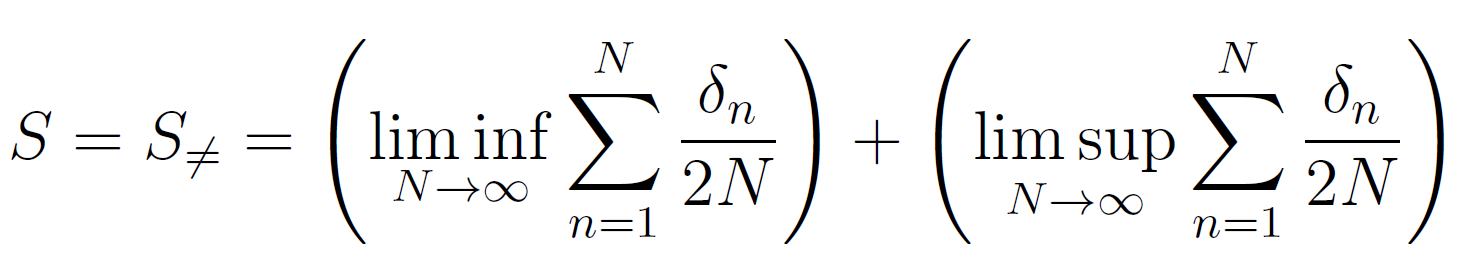 S = S_{\neq} = \left( \liminf_{N \to \infty} \sum_{n=1}^{N} \frac{\delta_n}{2N} \right) + \left( \limsup_{N \to \infty} \sum_{n=1}^{N} \frac{\delta_n}{2N} \right)